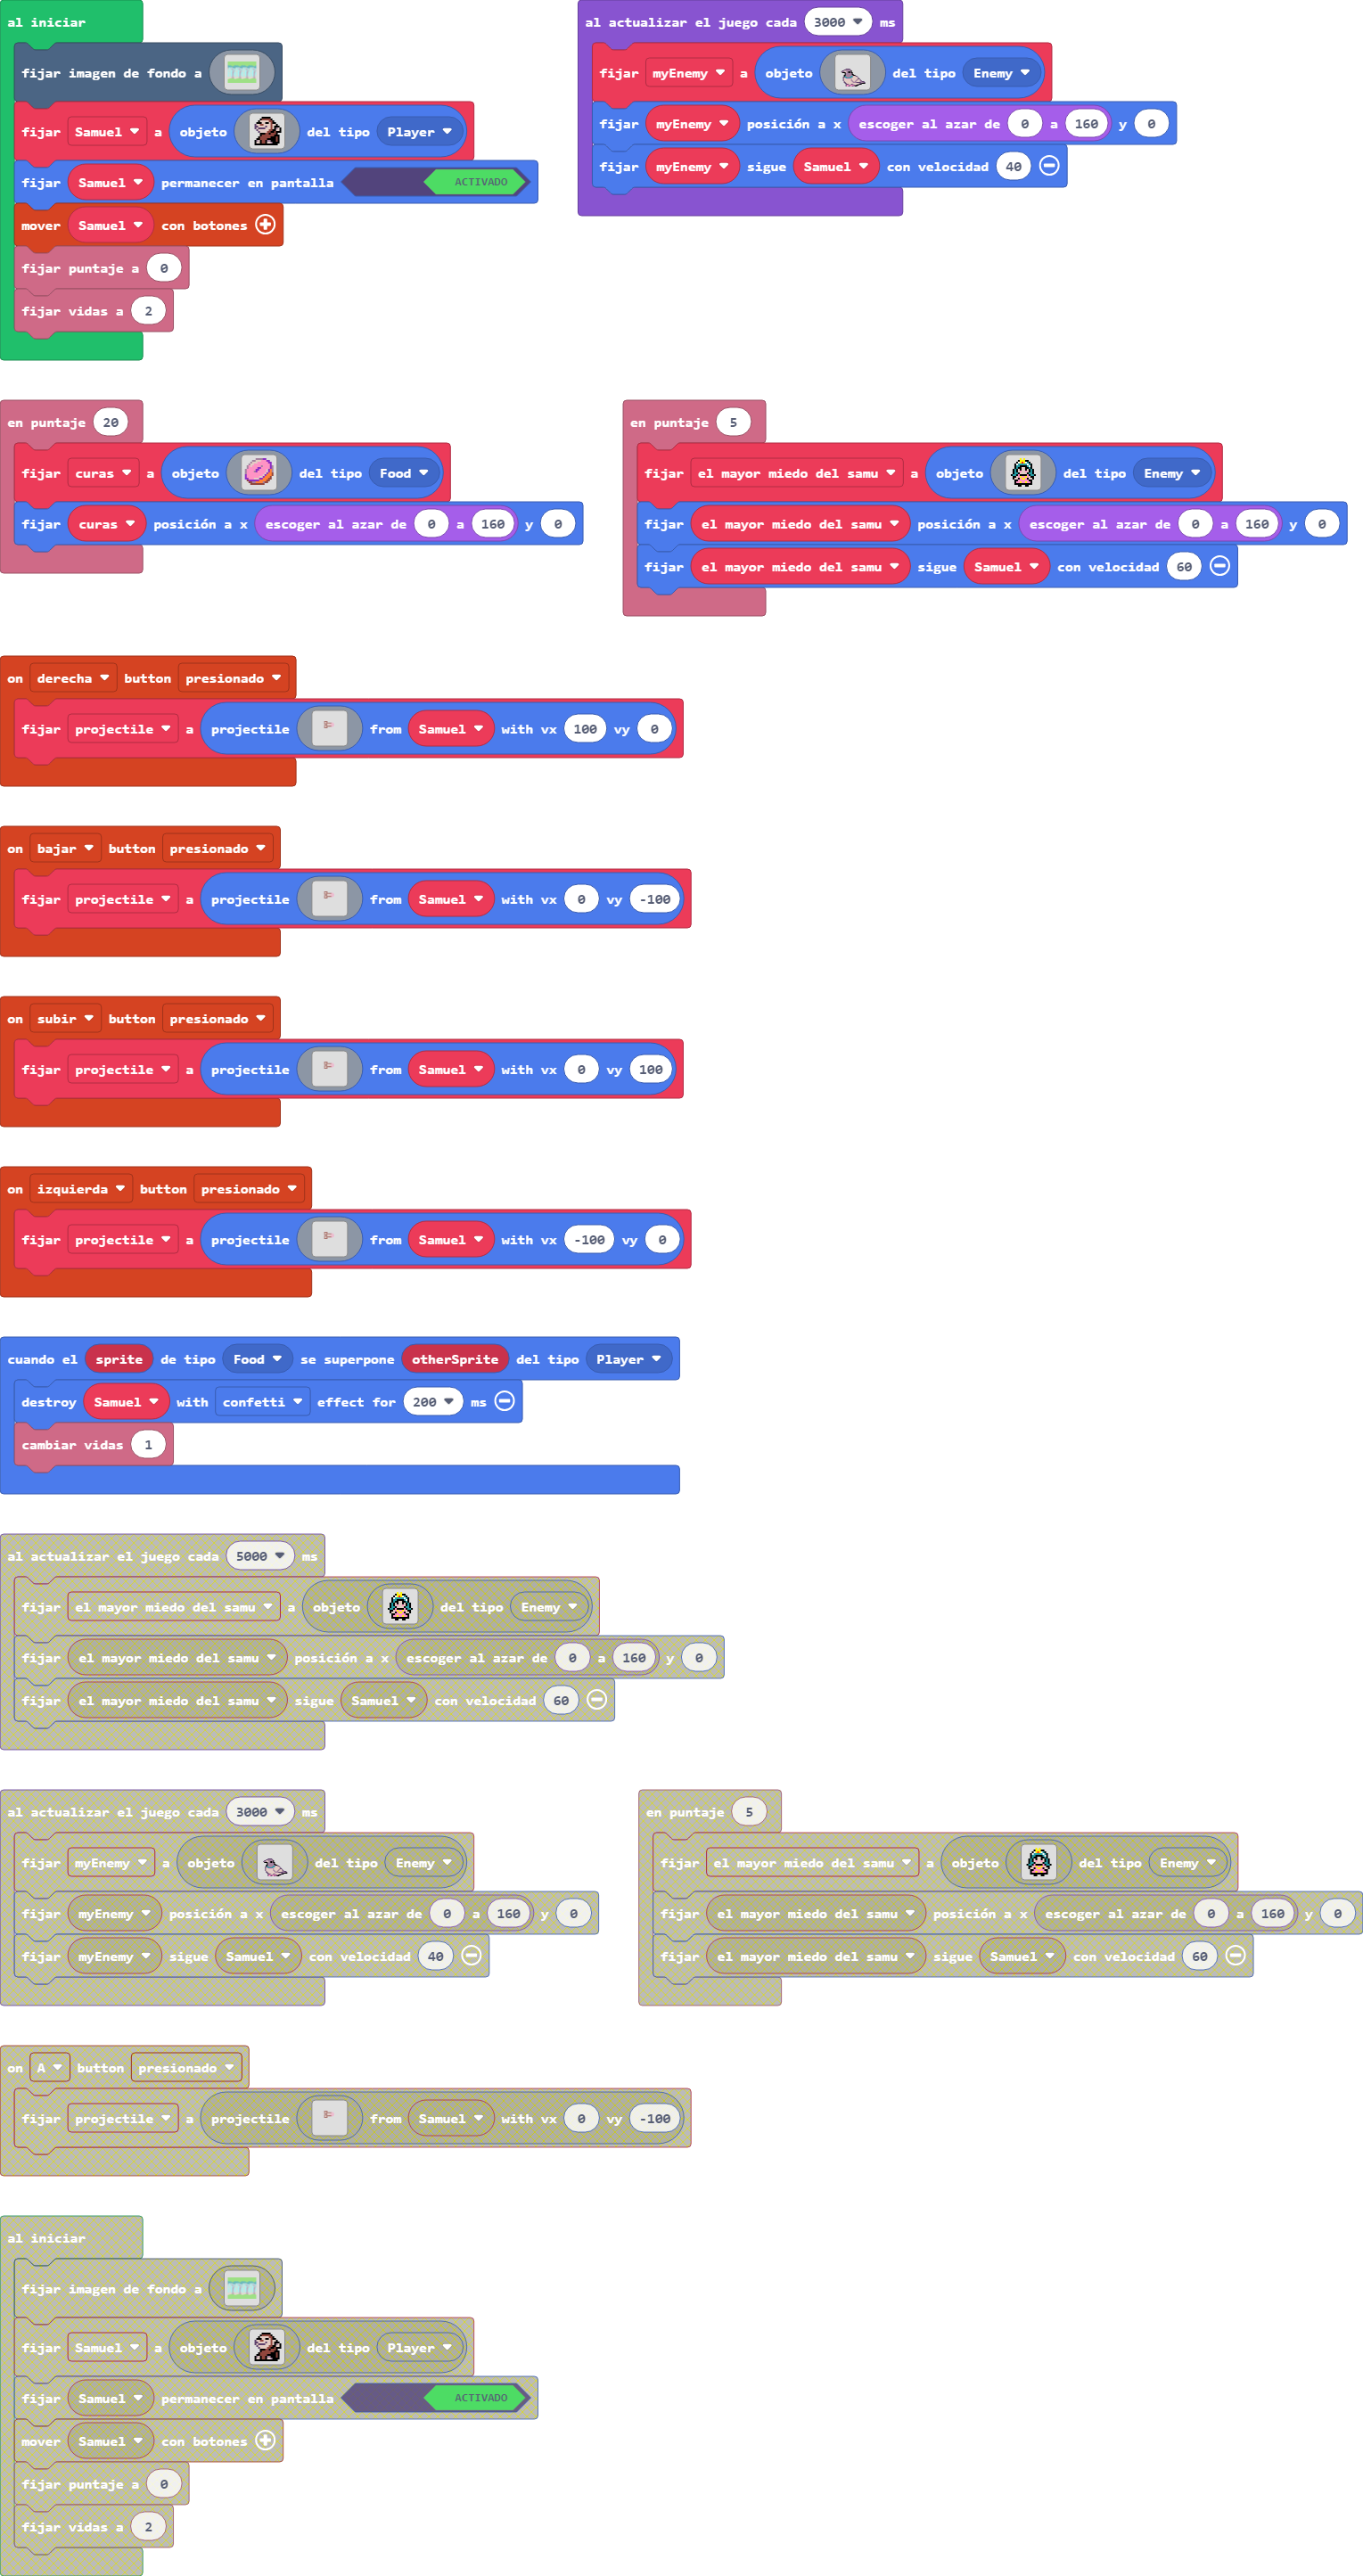 al iniciar
fijar imagen de fondo a
fijar Samuel a objeto del tipo Player
fijar Samuel permanecer en pantalla ACTIVADO
mover Samuel con botones
fijar puntaje a 0
fijar vidas a 2
al actualizar el juego cada 3000 ms
fijar myEnemy a objeto del tipo Enemy
fijar myEnemy posición a x escoger al azar de 0 a 160 y 0
fijar myEnemy sigue Samuel con velocidad 40
en puntaje 20
fijar curas a objeto del tipo Food
fijar curas posición a x escoger al azar de 0 a 160 y 0
en puntaje 5
fijar el mayor miedo del samu a objeto del tipo Enemy
fijar el mayor miedo del samu posición a x escoger al azar de 0 a 160 y 0
fijar el mayor miedo del samu sigue Samuel con velocidad 60
on derecha button presionado
fijar projectile a projectile from Samuel with vx 100 vy 0
on bajar button presionado
fijar projectile a projectile from Samuel with vx 0 vy -100
on subir button presionado
fijar projectile a projectile from Samuel with vx 0 vy 100
on izquierda button presionado
fijar projectile a projectile from Samuel with vx -100 vy 0
cuando el sprite de tipo Food se superpone otherSprite del tipo Player
destroy Samuel with confetti effect for 200 ms
cambiar vidas 1
al actualizar el juego cada 5000 ms
fijar el mayor miedo del samu a objeto del tipo Enemy
fijar el mayor miedo del samu posición a x escoger al azar de 0 a 160 y 0
fijar el mayor miedo del samu sigue Samuel con velocidad 60
al actualizar el juego cada 3000 ms
fijar myEnemy a objeto del tipo Enemy
fijar myEnemy posición a x escoger al azar de 0 a 160 y 0
fijar myEnemy sigue Samuel con velocidad 40
en puntaje 5
fijar el mayor miedo del samu a objeto del tipo Enemy
fijar el mayor miedo del samu posición a x escoger al azar de 0 a 160 y 0
fijar el mayor miedo del samu sigue Samuel con velocidad 60
on A button presionado
fijar projectile a projectile from Samuel with vx 0 vy -100
al iniciar
fijar imagen de fondo a
fijar Samuel a objeto del tipo Player
fijar Samuel permanecer en pantalla ACTIVADO
mover Samuel con botones
fijar puntaje a 0
fijar vidas a 2